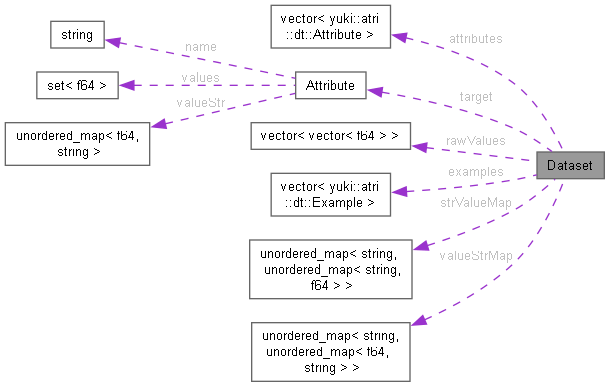 string
set< f64 >
unordered_map< f64,
string >
name
values
valueStr
Attribute
vector< yuki::atri
::dt::Attribute >
vector< vector< f64 > >
vector< yuki::atri
::dt::Example >
unordered_map< string,
unordered_map< string,
f64 > >
unordered_map< string,
unordered_map< f64,
string > >
attributes
target
rawValues
examples
strValueMap
valueStrMap
Dataset